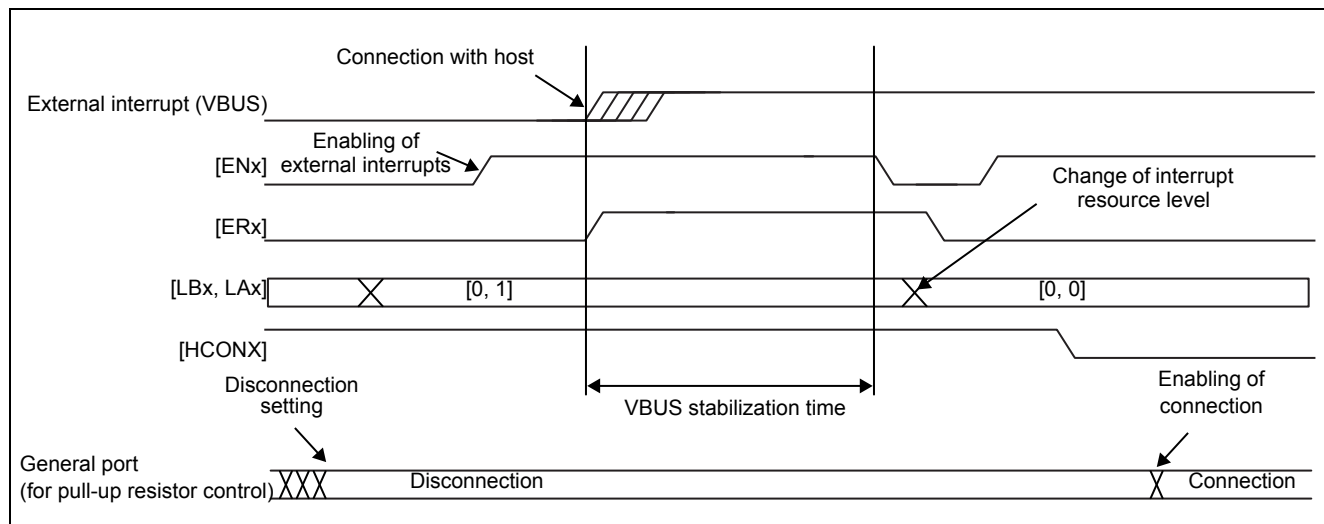 Connection with host
External interrupt (VBUS)
Enabling of
external interrupts
[ENx]
Change of interrupt
resource level
[ERx]
[LBx, LAx]
[0, 1]
[0, 0]
[HCONX]
Disconnection
setting
VBUS stabilization time
Enabling of
connection
General port
(for pull-up resistor control)
Disconnection
Connection